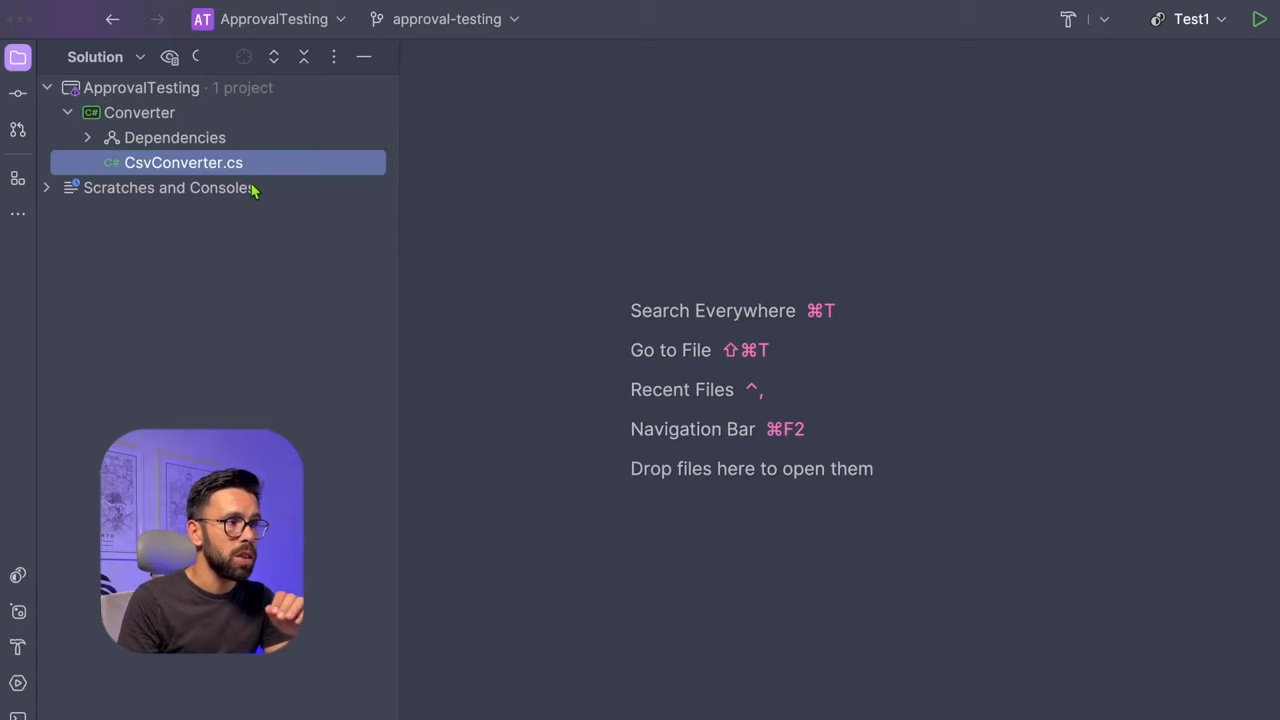 AT ApprovalTesting approval-testing Test1
Solution
ApprovalTesting · 1 project
C# Converter
Dependencies
C# CsvConverter.cs
Scratches and Consoles
Search Everywhere ⌘T
Go to File ⇧⌘T
Recent Files ^,
Navigation Bar ⌘F2
Drop files here to open them